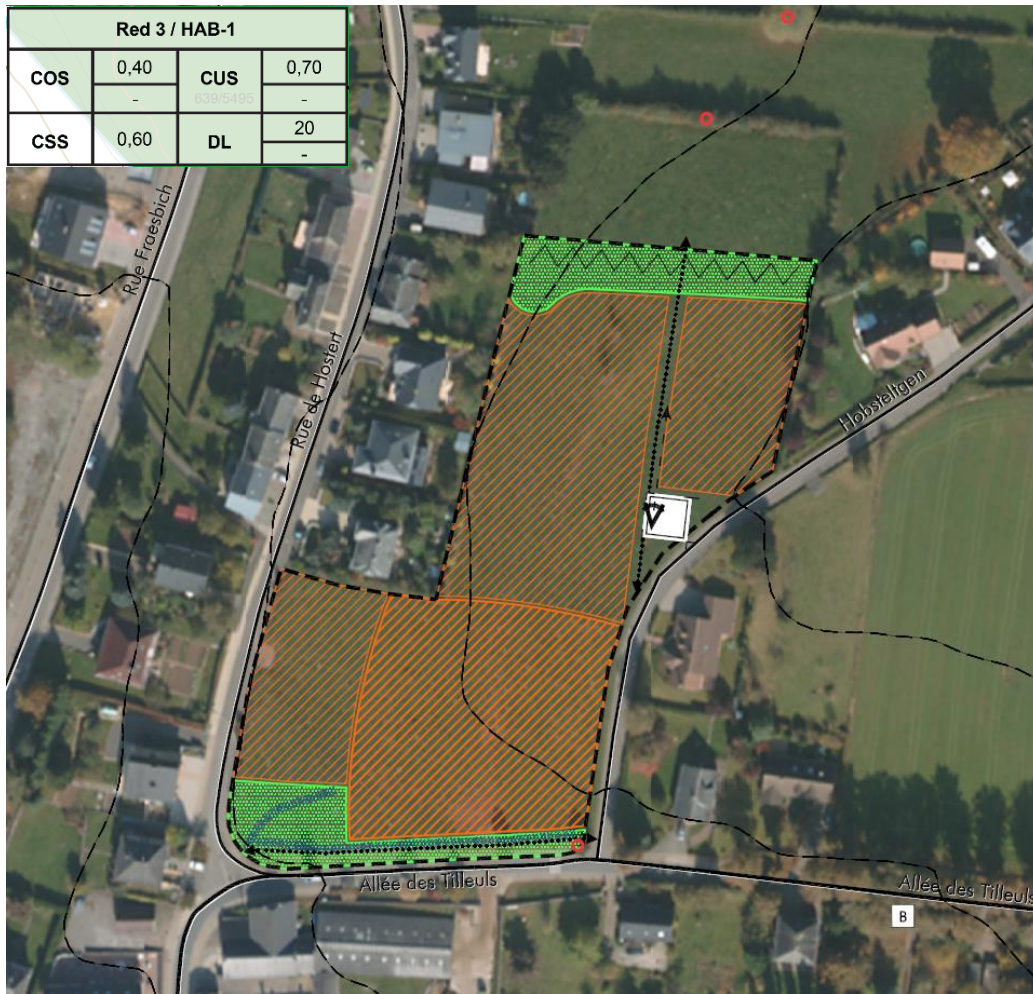 Red 3 / HAB-1
COS 0,40 CUS 0,70
- 639/5495 -
CSS 0,60 DL 20
-
Rue Fraesbich
Rue de Hostert
Hobsteltgen
Allée des Tilleuls
Allée des Tilleuls
B